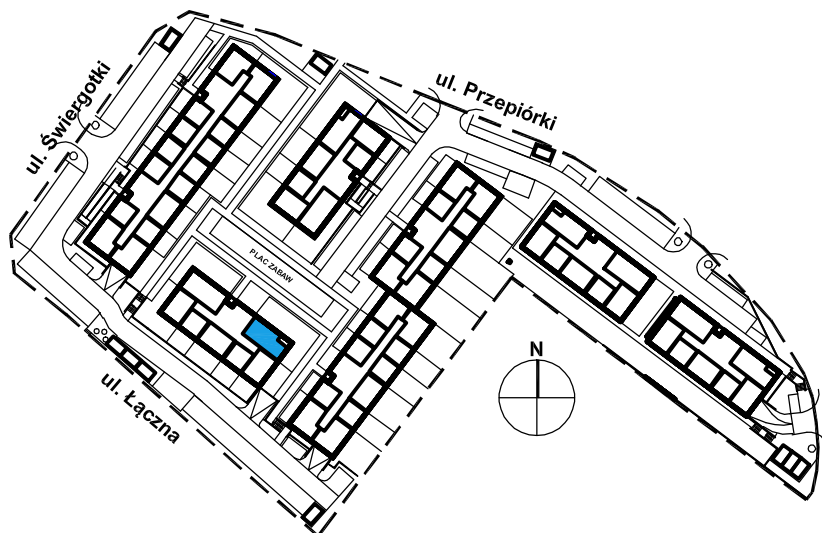 ul. Świergotki
ul. Przepiórki
PLAC ZABAW
N
ul. Łączna